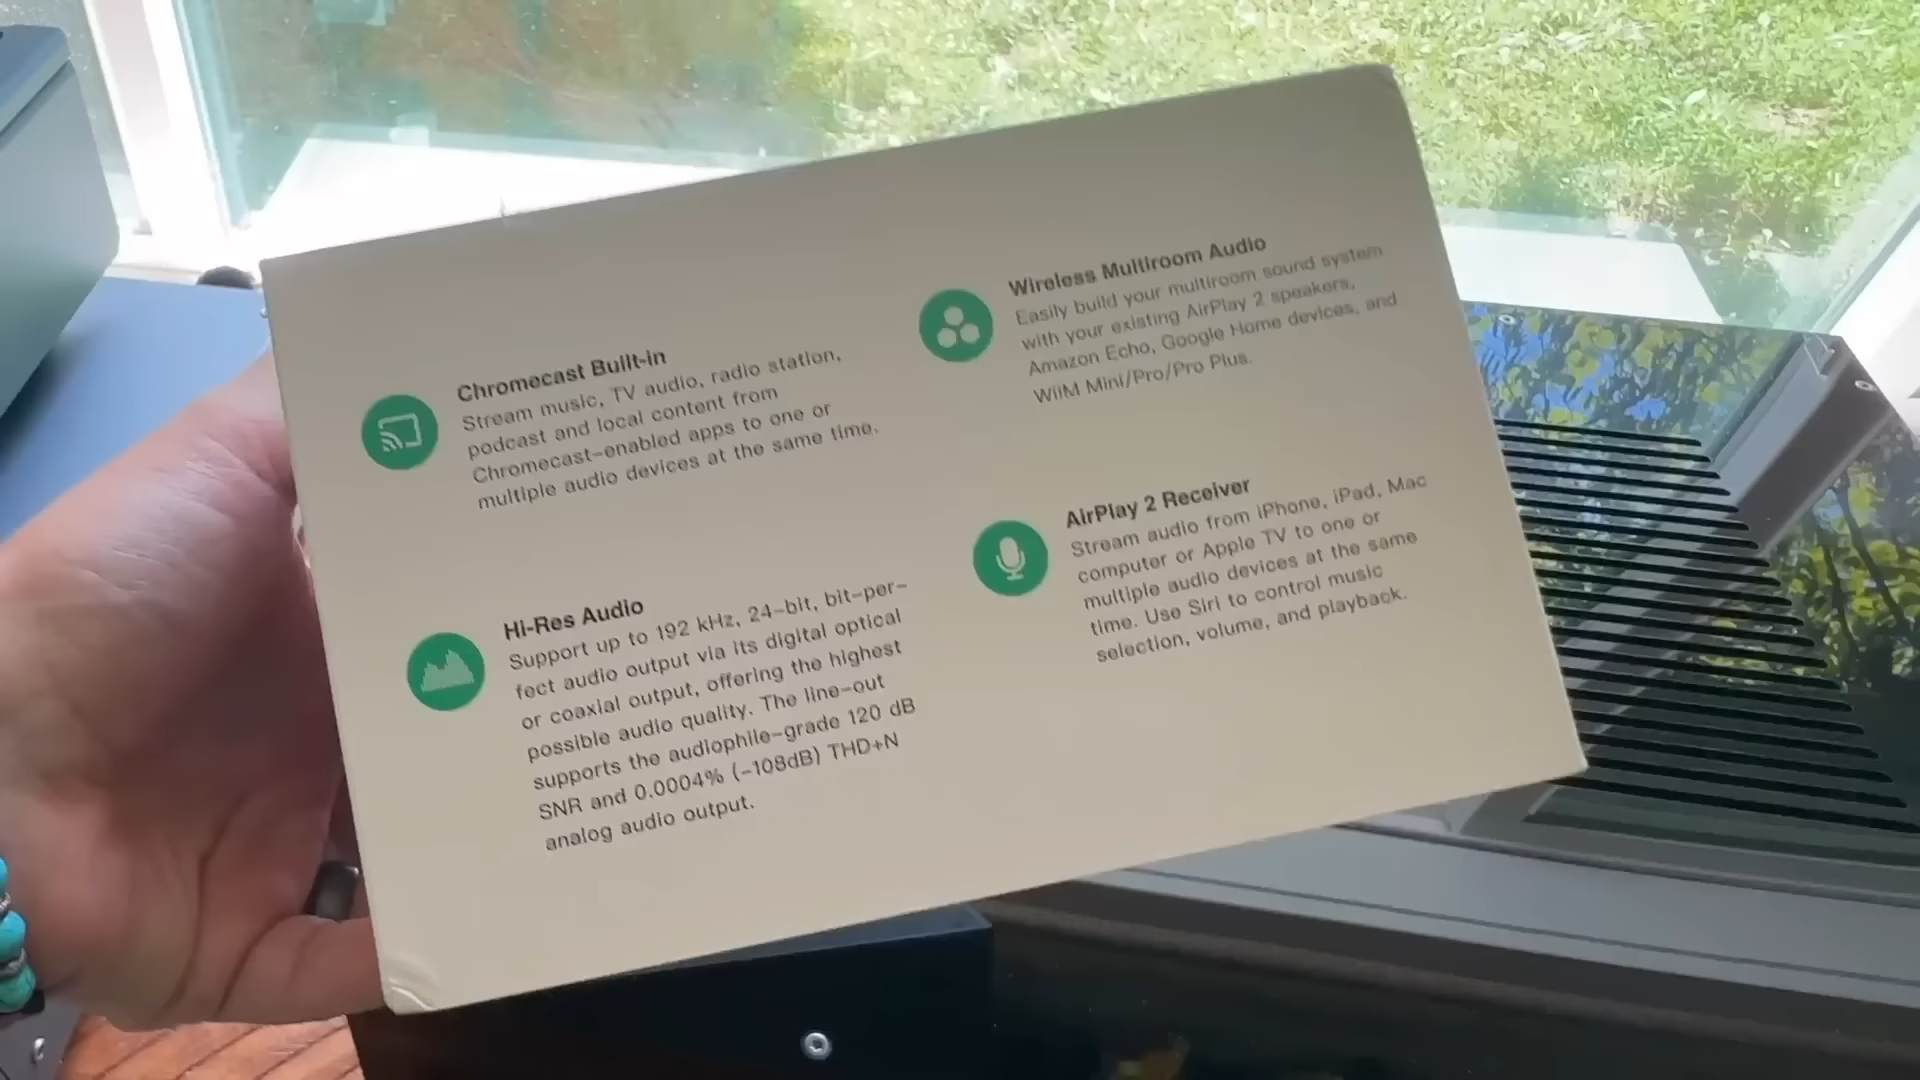 Chromecast Built-in
Stream music, TV audio, radio station,
podcast and local content from
Chromecast-enabled apps to one or
multiple audio devices at the same time.
Hi-Res Audio
Support up to 192 kHz, 24-bit, bit-per-
fect audio output via its digital optical
or coaxial output, offering the highest
possible audio quality. The line-out
supports the audiophile-grade 120 dB
SNR and 0.0004% (-108dB) THD+N
analog audio output.
Wireless Multiroom Audio
Easily build your multiroom sound system
with your existing AirPlay 2 speakers,
Amazon Echo, Google Home devices, and
WiiM Mini/Pro/Pro Plus.
AirPlay 2 Receiver
Stream audio from iPhone, iPad, Mac
computer or Apple TV to one or
multiple audio devices at the same
time. Use Siri to control music
selection, volume, and playback.